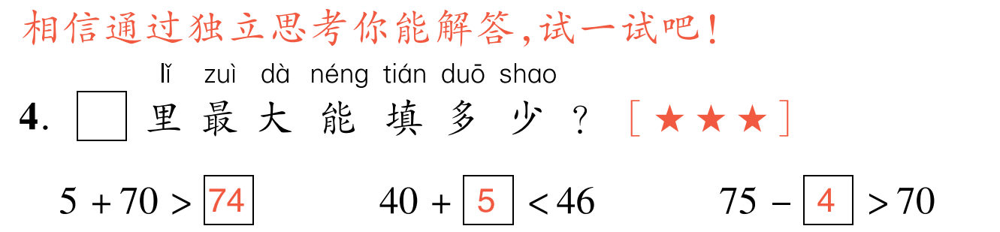 相信通过独立思考你能解答,试一试吧!
lǐ zuì dà néng tián duō shao
4. □ 里 最 大 能 填 多 少 ? [ ★ ★ ★ ]
5 + 70 > 74 40 + 5 < 46 75 - 4 > 70